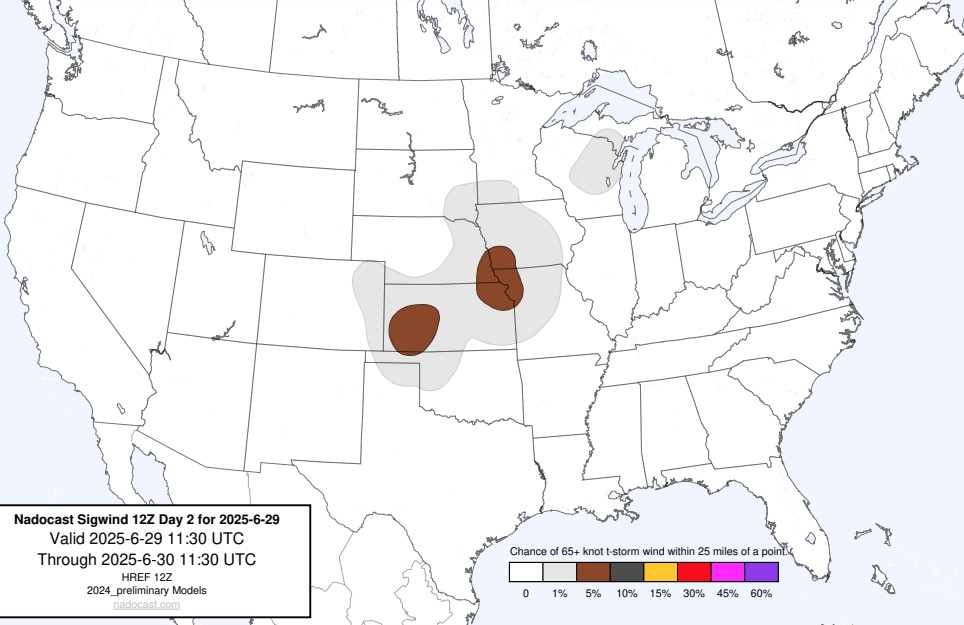 Nadocast Sigwind 12Z Day 2 for 2025-6-29
Valid 2025-6-29 11:30 UTC
Through 2025-6-30 11:30 UTC
HREF 12Z
2024_preliminary Models
nadocast.com
Chance of 65+ knot t-storm wind within 25 miles of a point.
0 1% 5% 10% 15% 30% 45% 60%